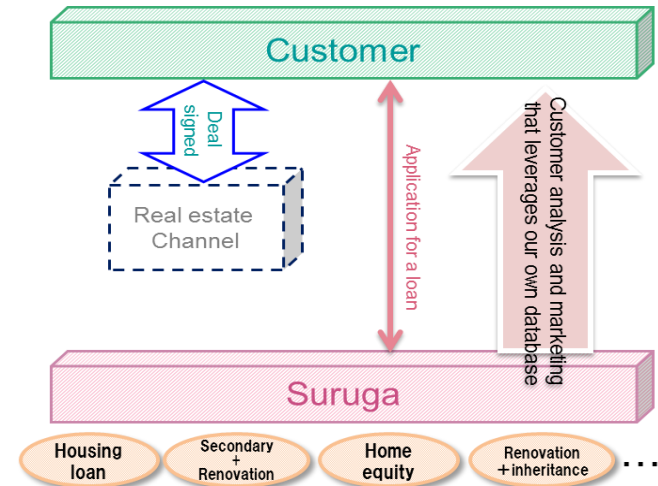 Customer
Deal
signed
Real estate
Channel
Application for a loan
Customer analysis and marketing
that leverages our own database
Suruga
Housing
loan
Secondary
+
Renovation
Home
equity
Renovation
+inheritance
...